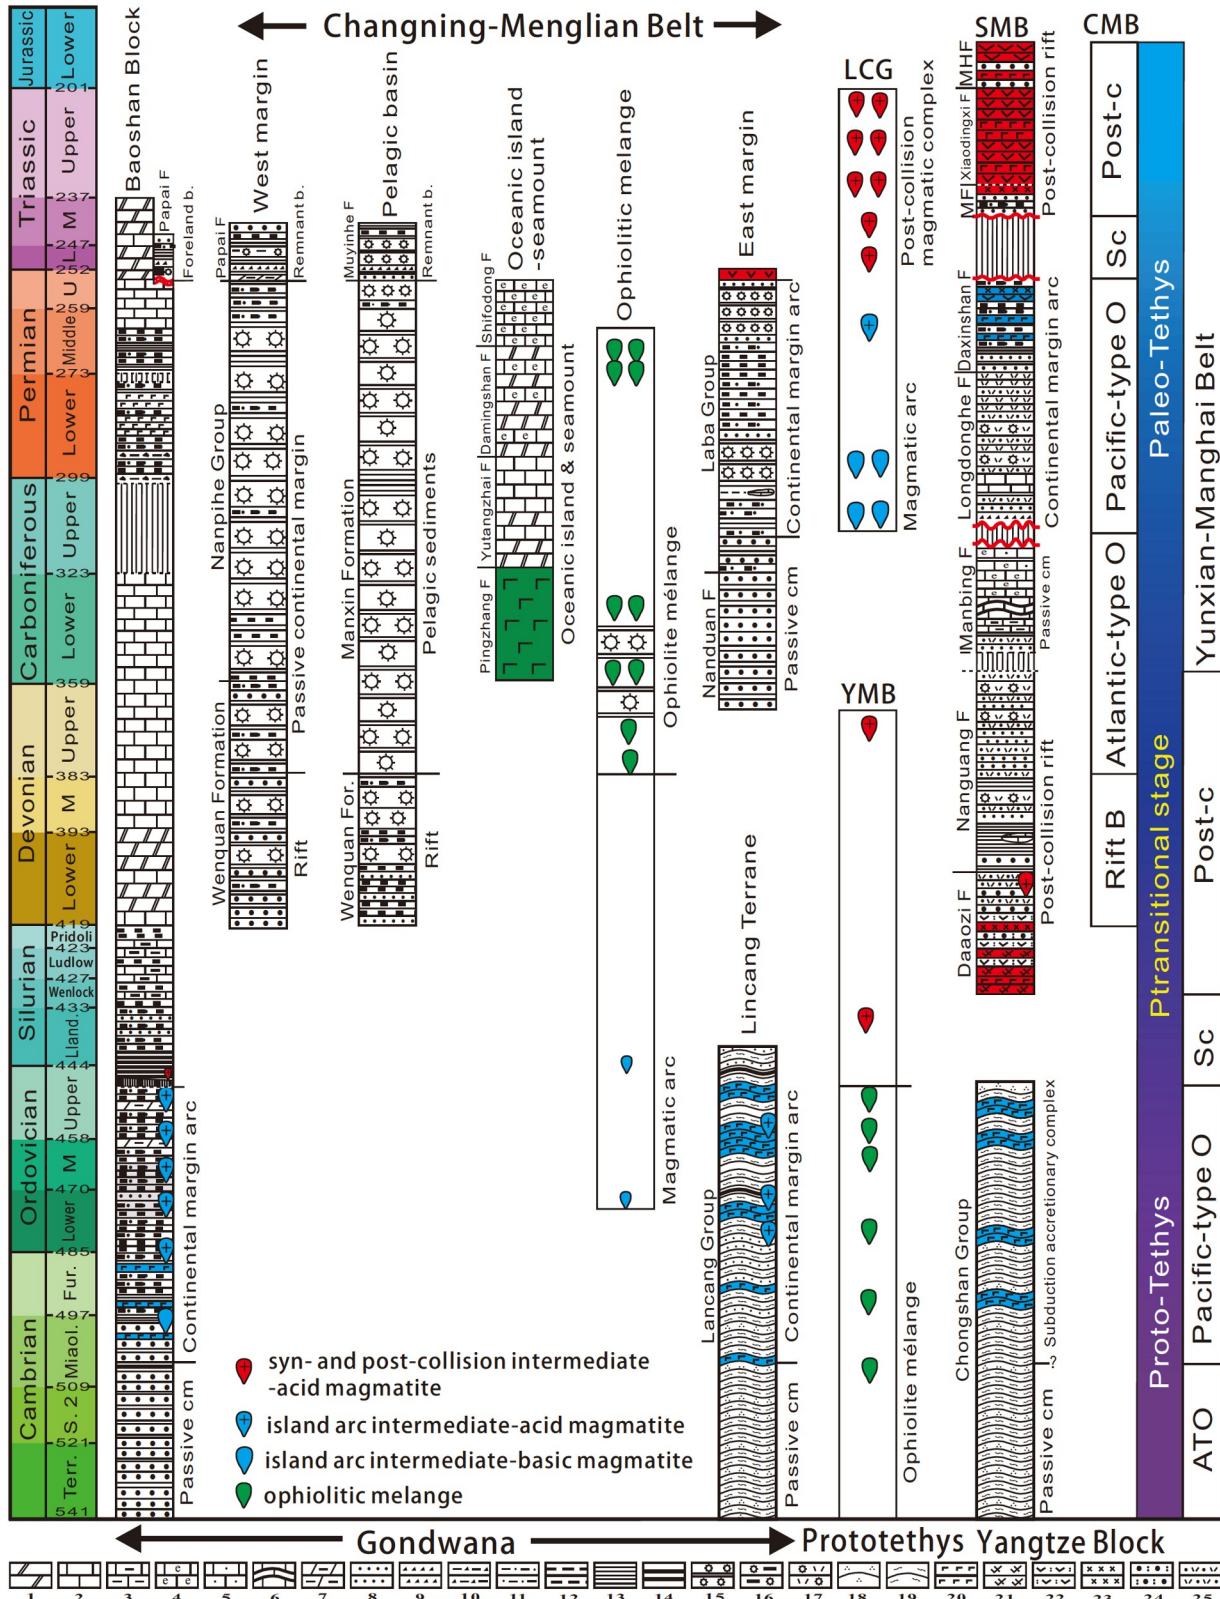 Changning-Menglian Belt
SMB
CMB
LCG
YMB
Jurassic
Lower
201
Triassic
Upper
237
M
247
L
252
Permian
U
259
Middle
273
Lower
299
Carboniferous
Upper
323
Lower
359
Devonian
Upper
383
M
393
Lower
419
Silurian
Pridoli
423
Ludlow
427
Wenlock
433
Lland.
444
Ordovician
Upper
458
M
470
Lower
485
Cambrian
Fur.
497
Miaol.
509
S. 2
521
Terr.
541
Baoshan Block
Papai F
Foreland b.
Continental margin arc
Passive cm
West margin
Papai F
Remnant b.
Nanpihe Group
Passive continental margin
Wenquan Formation
Rift
Pelagic basin
Muyinhe F
Remnant b.
Manxin Formation
Pelagic sediments
Wenquan For.
Rift
Oceanic island
-seamount
Shifodong F
Damingshan F
Yutangzhai F
Pingzhang F
Oceanic island & seamount
Ophiolitic melange
Ophiolite mélange
Magmatic arc
East margin
Laba Group
Continental margin arc
Nanduan F
Passive cm
Lincang Terrane
Lancang Group
Continental margin arc
Passive cm
Post-collision
magmatic complex
Magmatic arc
Ophiolite mélange
MHF
Xiaodingxi F
MF
Post-collision rift
Daxinshan F
Longdonghe F
Continental margin arc
Manbing F
Passive cm
Nanguang F
Post-collision rift
Daaozi F
Chongshan Group
Subduction accretionary complex
-?
Passive cm
Post-c
Sc
Pacific-type O
Atlantic-type O
Rift B
Paleo-Tethys
Ptransitional stage
Proto-Tethys
Yunxian-Manghai Belt
Post-c
Sc
Pacific-type O
ATO
syn- and post-collision intermediate
-acid magmatite
island arc intermediate-acid magmatite
island arc intermediate-basic magmatite
ophiolitic melange
Gondwana
Prototethys
Yangtze Block
1 2 3 4 5 6 7 8 9 10 11 12 13 14 15 16 17 18 19 20 21 22 23 24 25